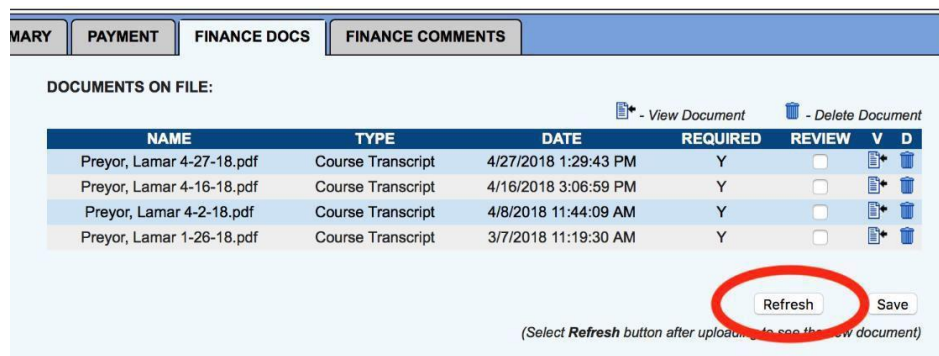 MARY PAYMENT FINANCE DOCS FINANCE COMMENTS
DOCUMENTS ON FILE:
- View Document - Delete Document
NAME TYPE DATE REQUIRED REVIEW V D
Preyor, Lamar 4-27-18.pdf Course Transcript 4/27/2018 1:29:43 PM Y
Preyor, Lamar 4-16-18.pdf Course Transcript 4/16/2018 3:06:59 PM Y
Preyor, Lamar 4-2-18.pdf Course Transcript 4/8/2018 11:44:09 AM Y
Preyor, Lamar 1-26-18.pdf Course Transcript 3/7/2018 11:19:30 AM Y
Refresh Save
(Select Refresh button after uploading to see the new document)